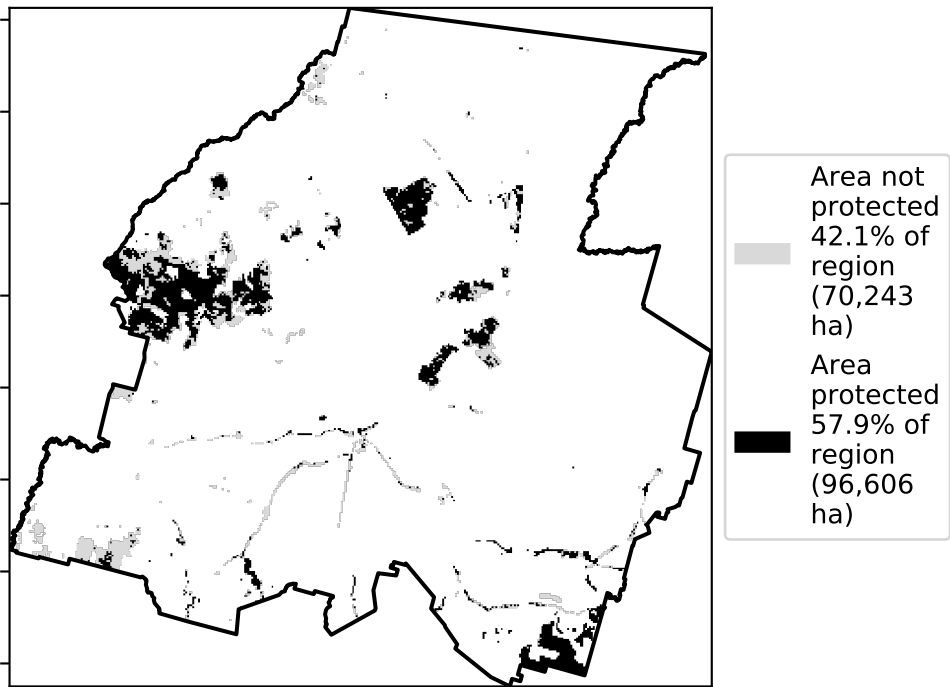 Area not
protected
42.1% of
region
(70,243
ha)
Area
protected
57.9% of
region
(96,606
ha)